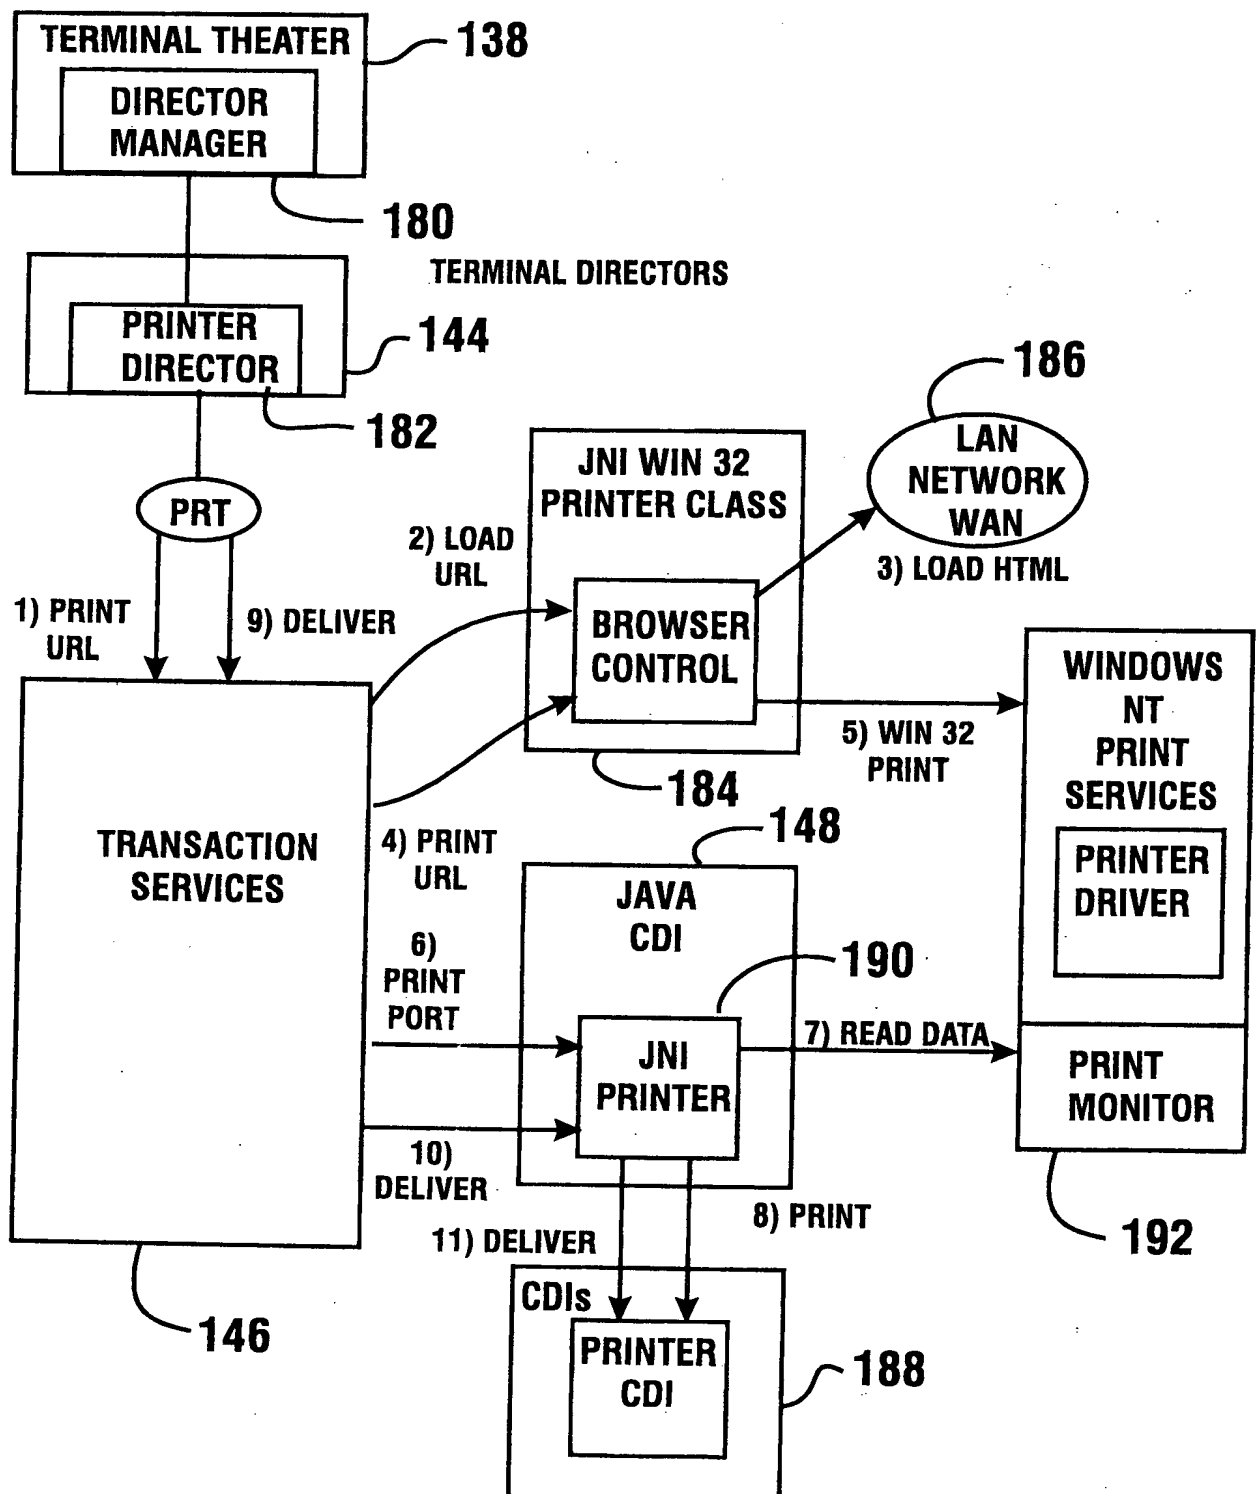 TERMINAL THEATER
138
DIRECTOR
MANAGER
180
TERMINAL DIRECTORS
PRINTER
DIRECTOR
144
182
PRT
1) PRINT
URL
9) DELIVER
2) LOAD
URL
JNI WIN 32
PRINTER CLASS
BROWSER
CONTROL
186
LAN
NETWORK
WAN
3) LOAD HTML
5) WIN 32
PRINT
184
WINDOWS
NT
PRINT
SERVICES
PRINTER
DRIVER
PRINT
MONITOR
192
TRANSACTION
SERVICES
146
4) PRINT
URL
6)
PRINT
PORT
10)
DELIVER
148
JAVA
CDI
190
JNI
PRINTER
7) READ DATA
8) PRINT
11) DELIVER
CDIs
PRINTER
CDI
188